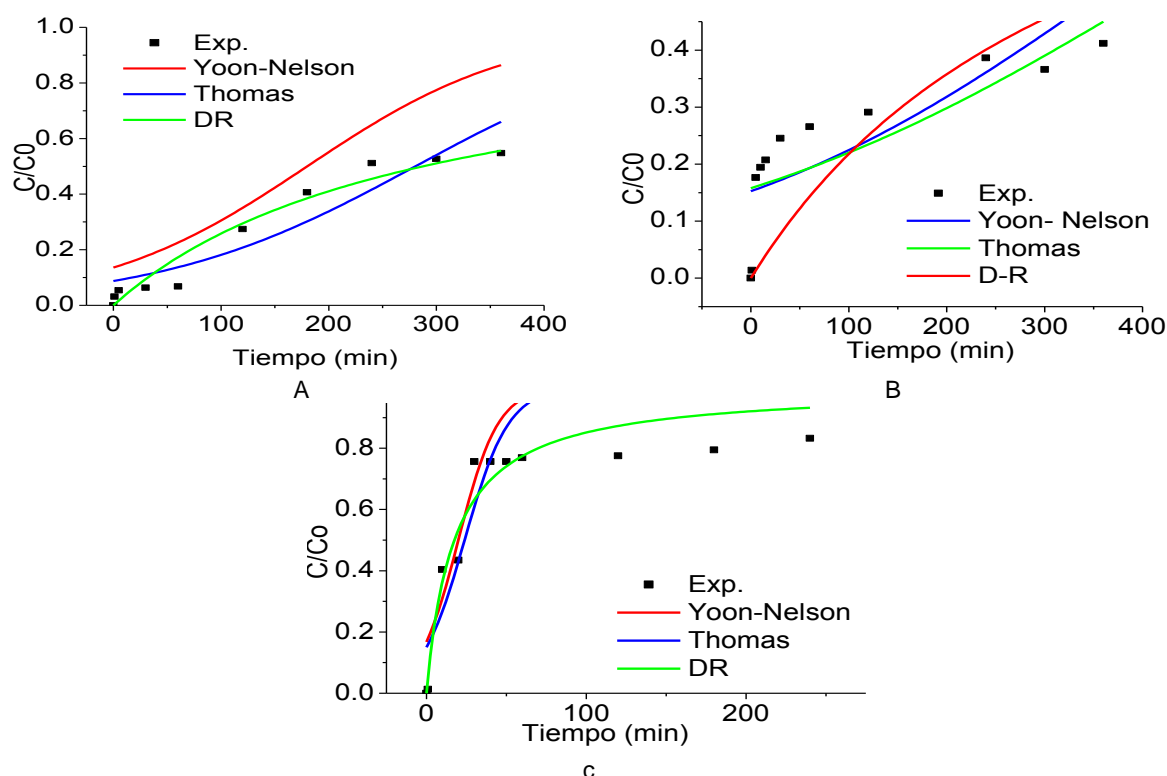 1.0
0.8
0.6
0.4
0.2
0.0
C/C0
Exp.
Yoon-Nelson
Thomas
DR
0 100 200 300 400
Tiempo (min)
A
0.4
0.3
0.2
0.1
0.0
C/C0
Exp.
Yoon- Nelson
Thomas
D-R
0 100 200 300 400
Tiempo (min)
B
0.8
0.6
0.4
0.2
0.0
C/Co
Exp.
Yoon-Nelson
Thomas
DR
0 100 200
Tiempo (min)
c